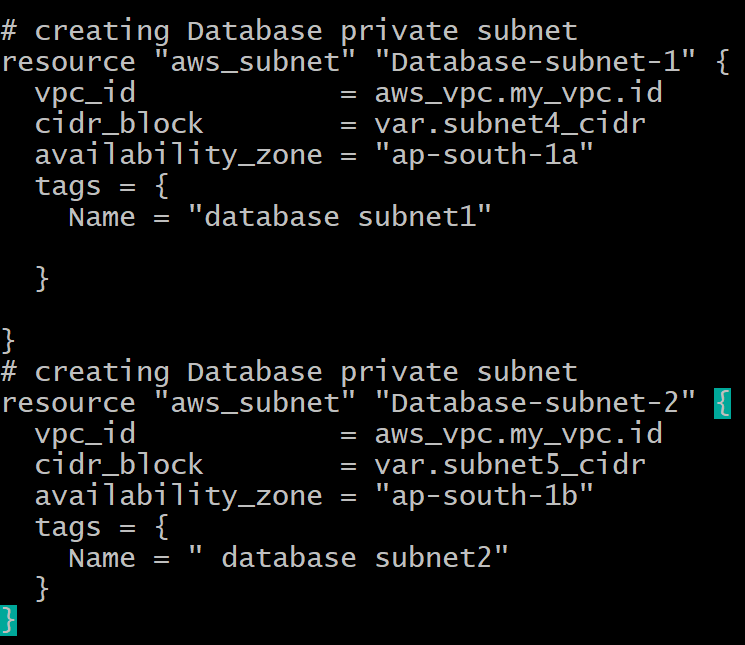 # creating Database private subnet
resource "aws_subnet" "Database-subnet-1" {
  vpc_id            = aws_vpc.my_vpc.id
  cidr_block        = var.subnet4_cidr
  availability_zone = "ap-south-1a"
  tags = {
    Name = "database subnet1"

  }

}
# creating Database private subnet
resource "aws_subnet" "Database-subnet-2" {
  vpc_id            = aws_vpc.my_vpc.id
  cidr_block        = var.subnet5_cidr
  availability_zone = "ap-south-1b"
  tags = {
    Name = " database subnet2"
  }
}